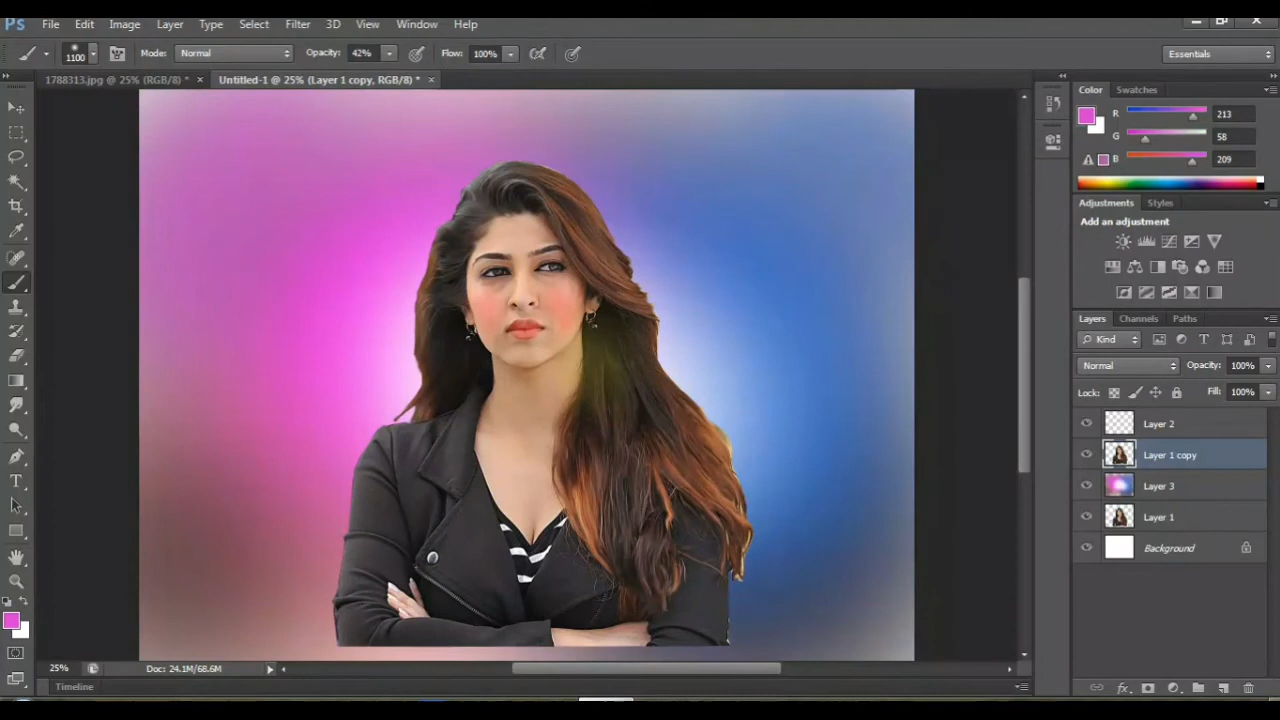 Ps File Edit Image Layer Type Select Filter 3D View Window Help
1100 Mode: Normal Opacity: 42% Flow: 100% Essentials
1788313.jpg @ 25% (RGB/8) * × Untitled-1 @ 25% (Layer 1 copy, RGB/8) * ×
Color Swatches
R 213
G 58
B 209
Adjustments Styles
Add an adjustment
Layers Channels Paths
Kind
Normal Opacity: 100%
Lock: Fill: 100%
Layer 2
Layer 1 copy
Layer 3
Layer 1
Background
25% Doc: 24.1M/68.6M
Timeline